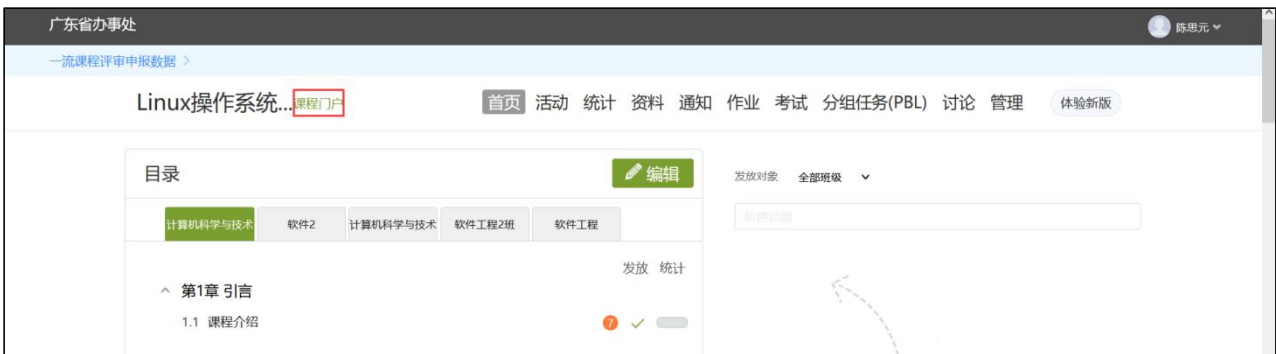 广东省办事处 陈思元
一流课程评审申报数据 >
Linux操作系统...课程门户 首页 活动 统计 资料 通知 作业 考试 分组任务(PBL) 讨论 管理 体验新版
目录 编辑
发放对象 全部班级
新建话题
计算机科学与技术 软件2 计算机科学与技术 软件工程2班 软件工程
发放 统计
第1章 引言
1.1 课程介绍 7